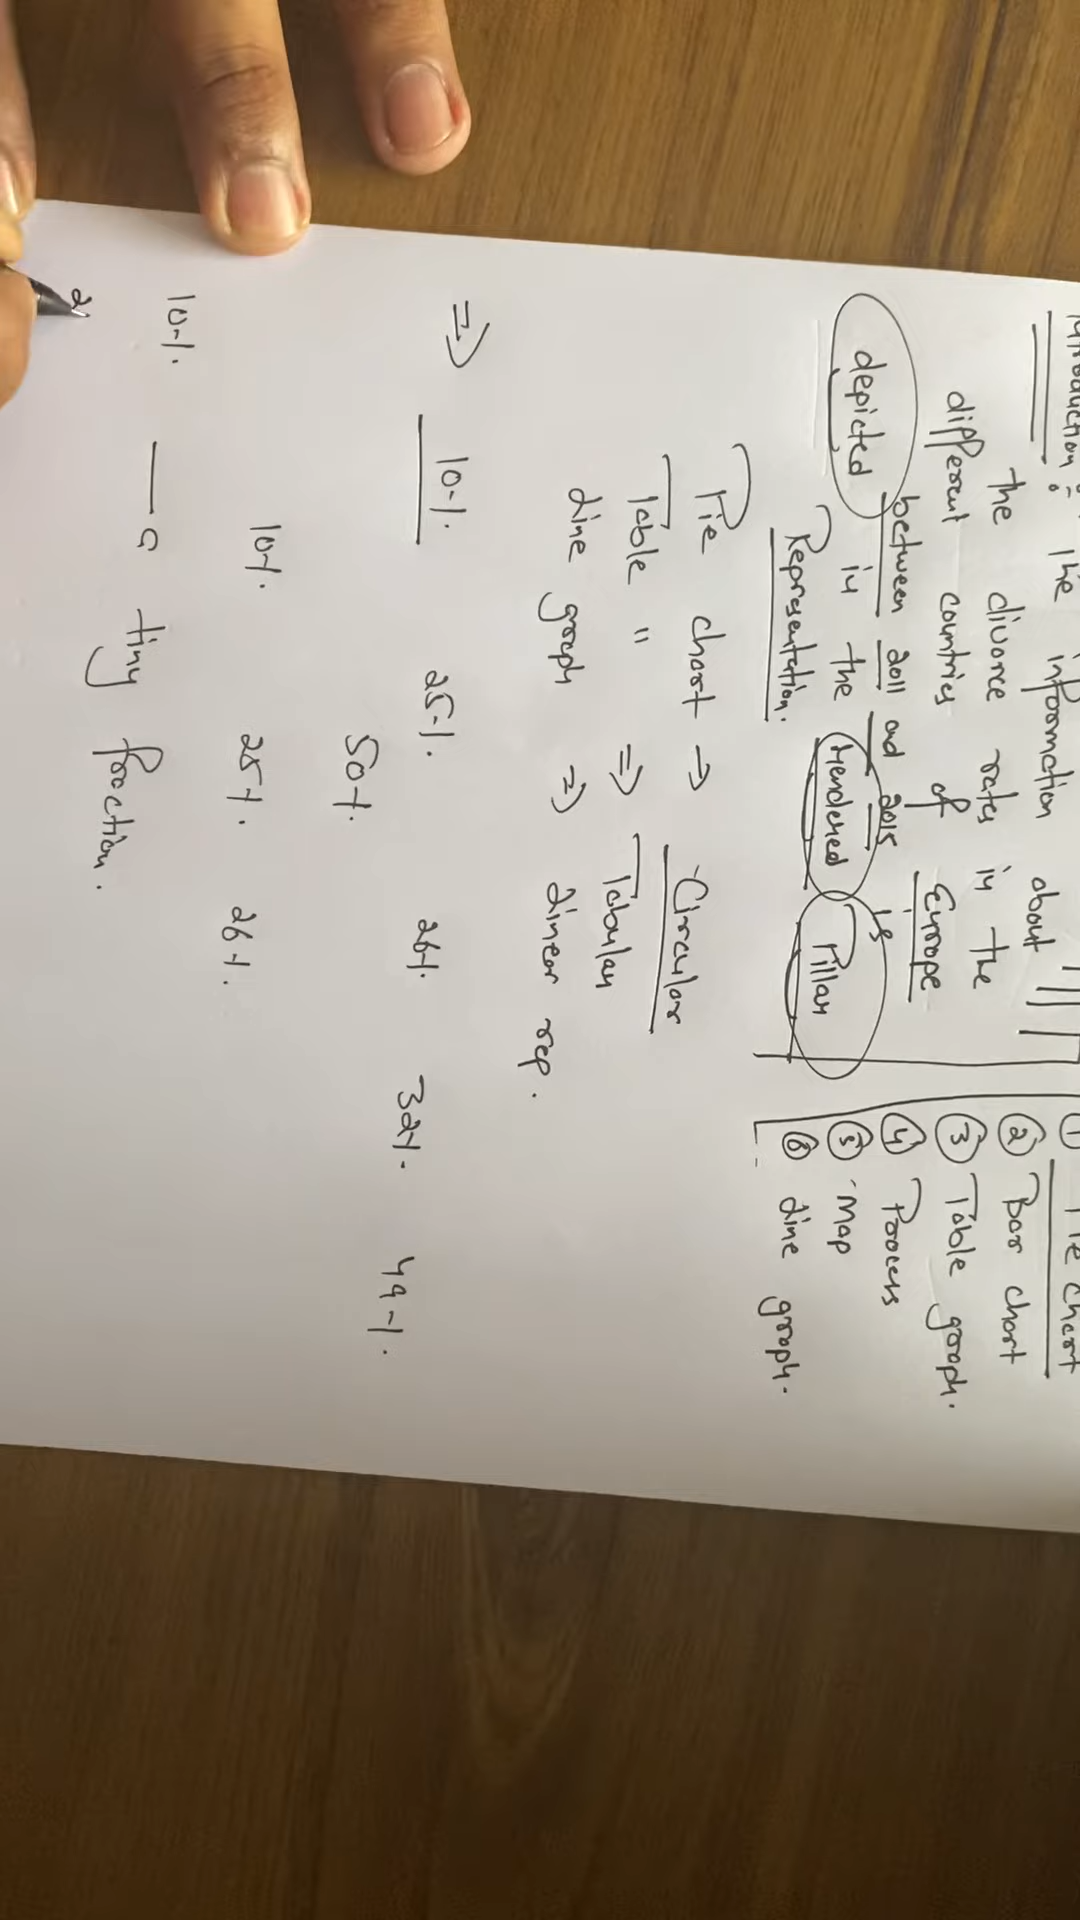 Introduction : The information about
the divorce rates in the
different countries of Europe
between 2011 and 2015 is
depicted in the rendered Pillar
Representation.
Pie chart → Circular
Table " ⇒ Tabular
Line graph ⇒ Linear rep.
① Pie chart
② Bar chart
③ Table graph.
④ Process
⑤ Map
⑥ Line graph.
⇒ 10%. 25%. 26%. 32%. 49%.
50%.
10%. 25%. 26%.
10%. — tiny fraction.
2